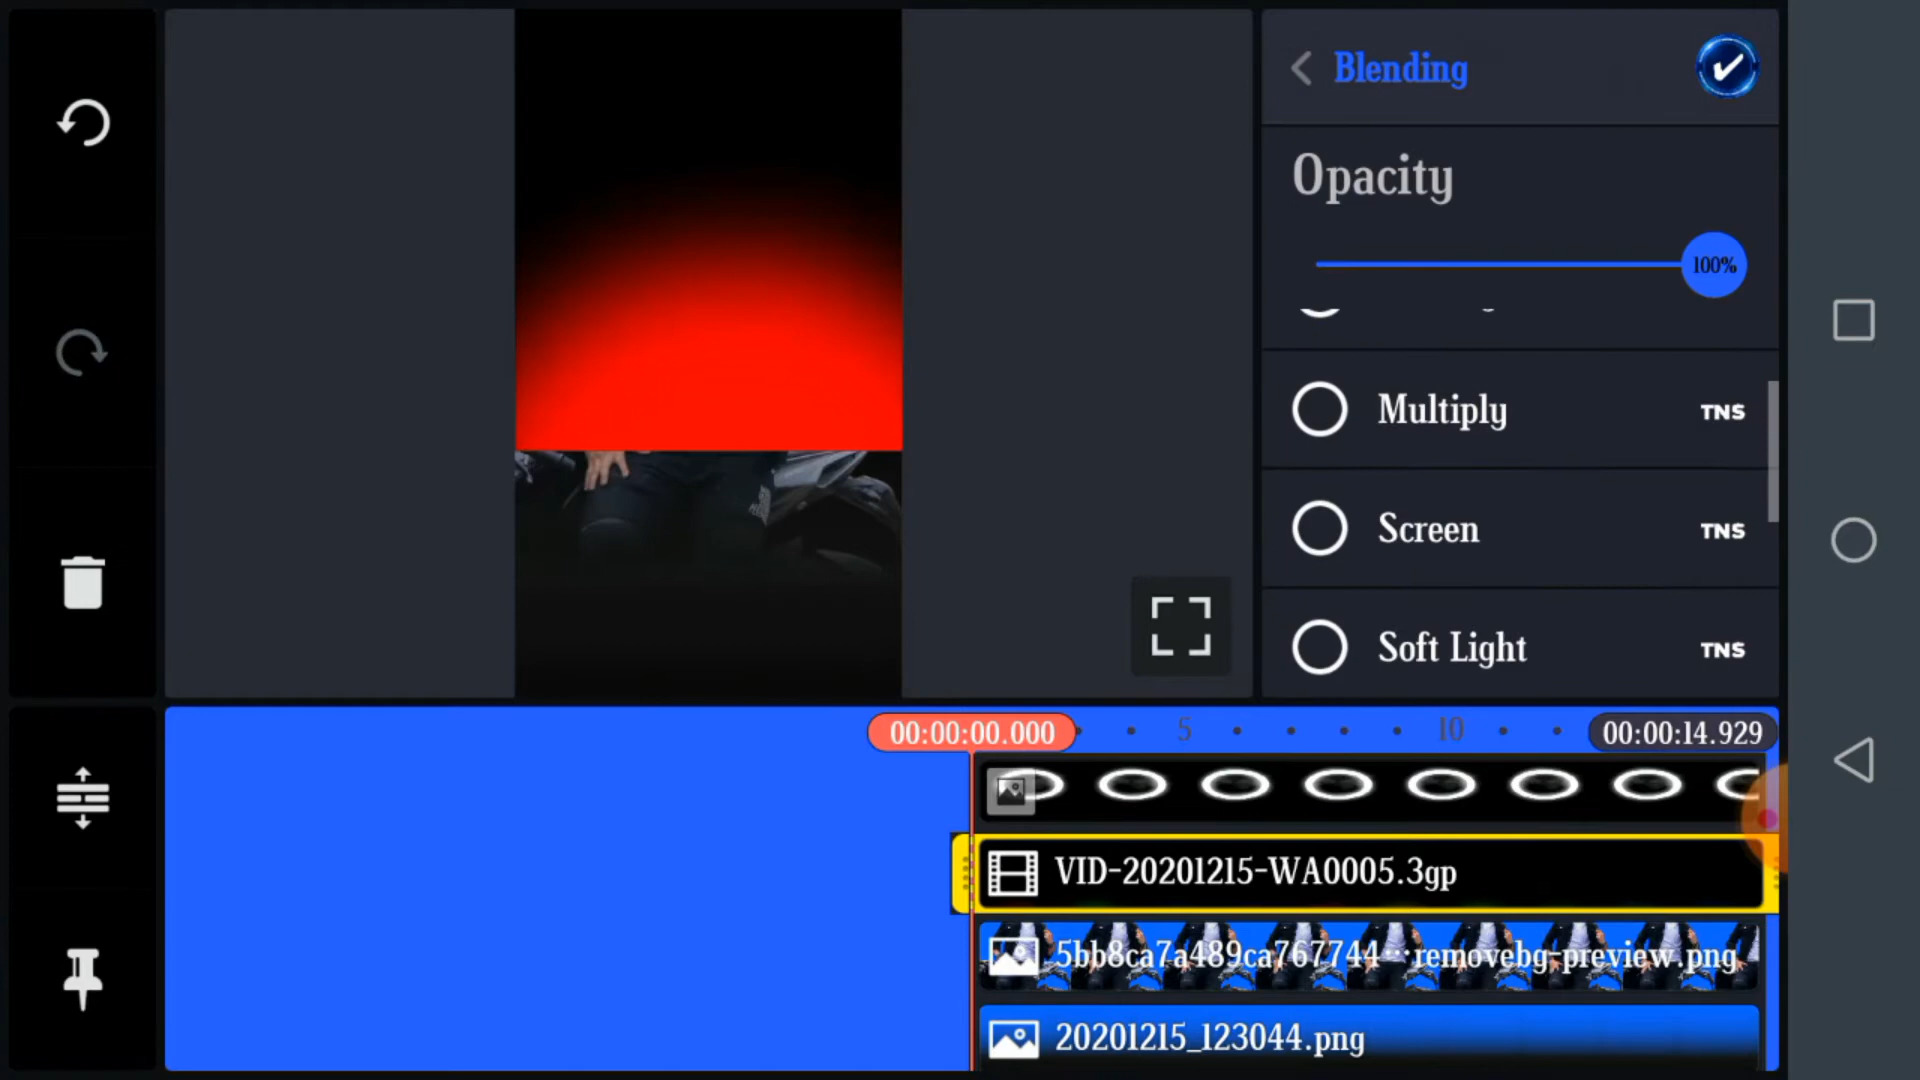 Blending
Opacity
100%
Multiply TNS
Screen TNS
Soft Light TNS
00:00:00.000 5 10 00:00:14.929
VID-20201215-WA0005.3gp
5bb8ca7a489ca767744...removebg-preview.png
20201215_123044.png